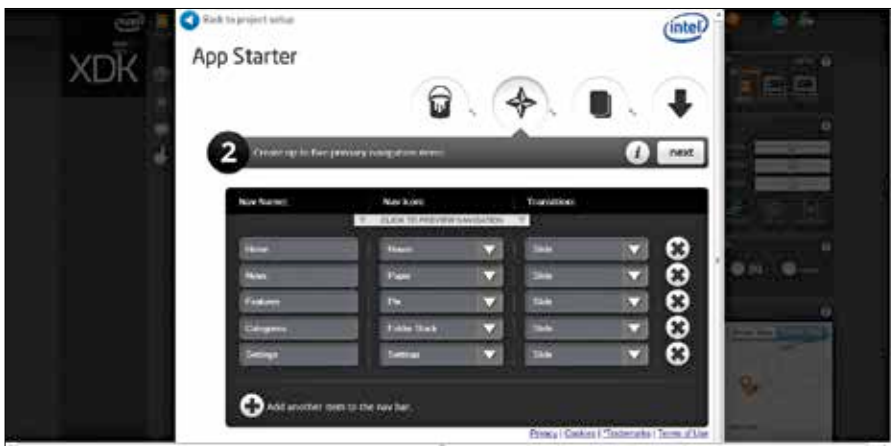 Back to project setup
intel
XDK
App Starter
2 Create up to five primary navigation items i next
Nav Name: Nav Icon: Transition:
CLICK TO PREVIEW NAVIGATION
Home House Slide
News Paper Slide
Features Pin Slide
Categories Folder Stack Slide
Settings Settings Slide
Add another item to the nav bar.
Privacy | Cookies | *Trademarks | Terms of Use